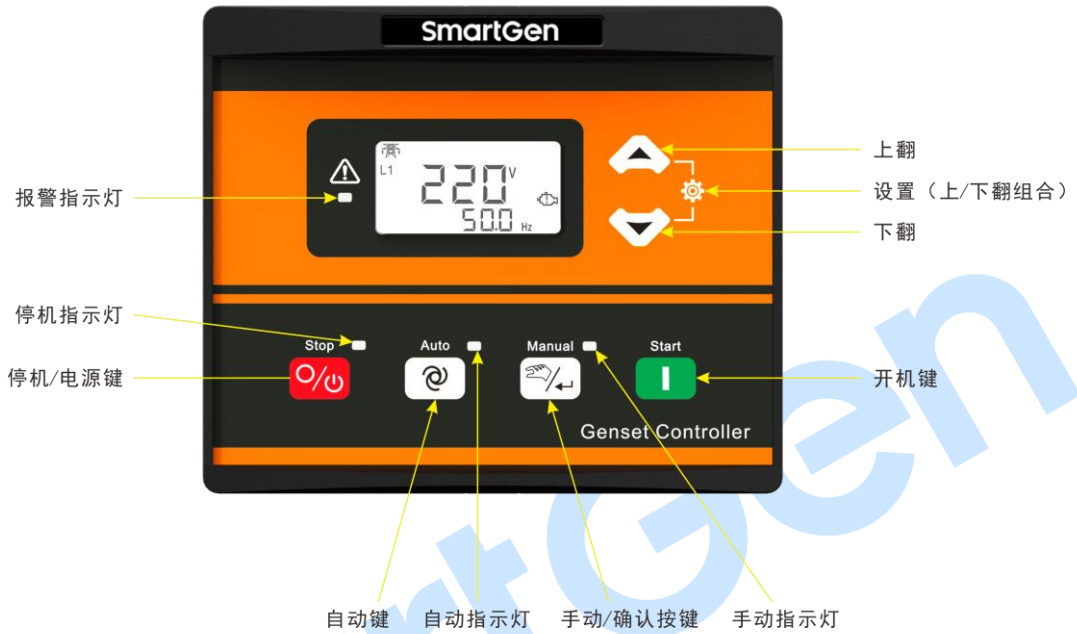 SmartGen
L1
220 V
50.0 Hz
上翻
设置（上/下翻组合）
下翻
报警指示灯
停机指示灯
Stop
Auto
Manual
Start
停机/电源键
开机键
Genset Controller
自动键
自动指示灯
手动/确认按键
手动指示灯
rtGen